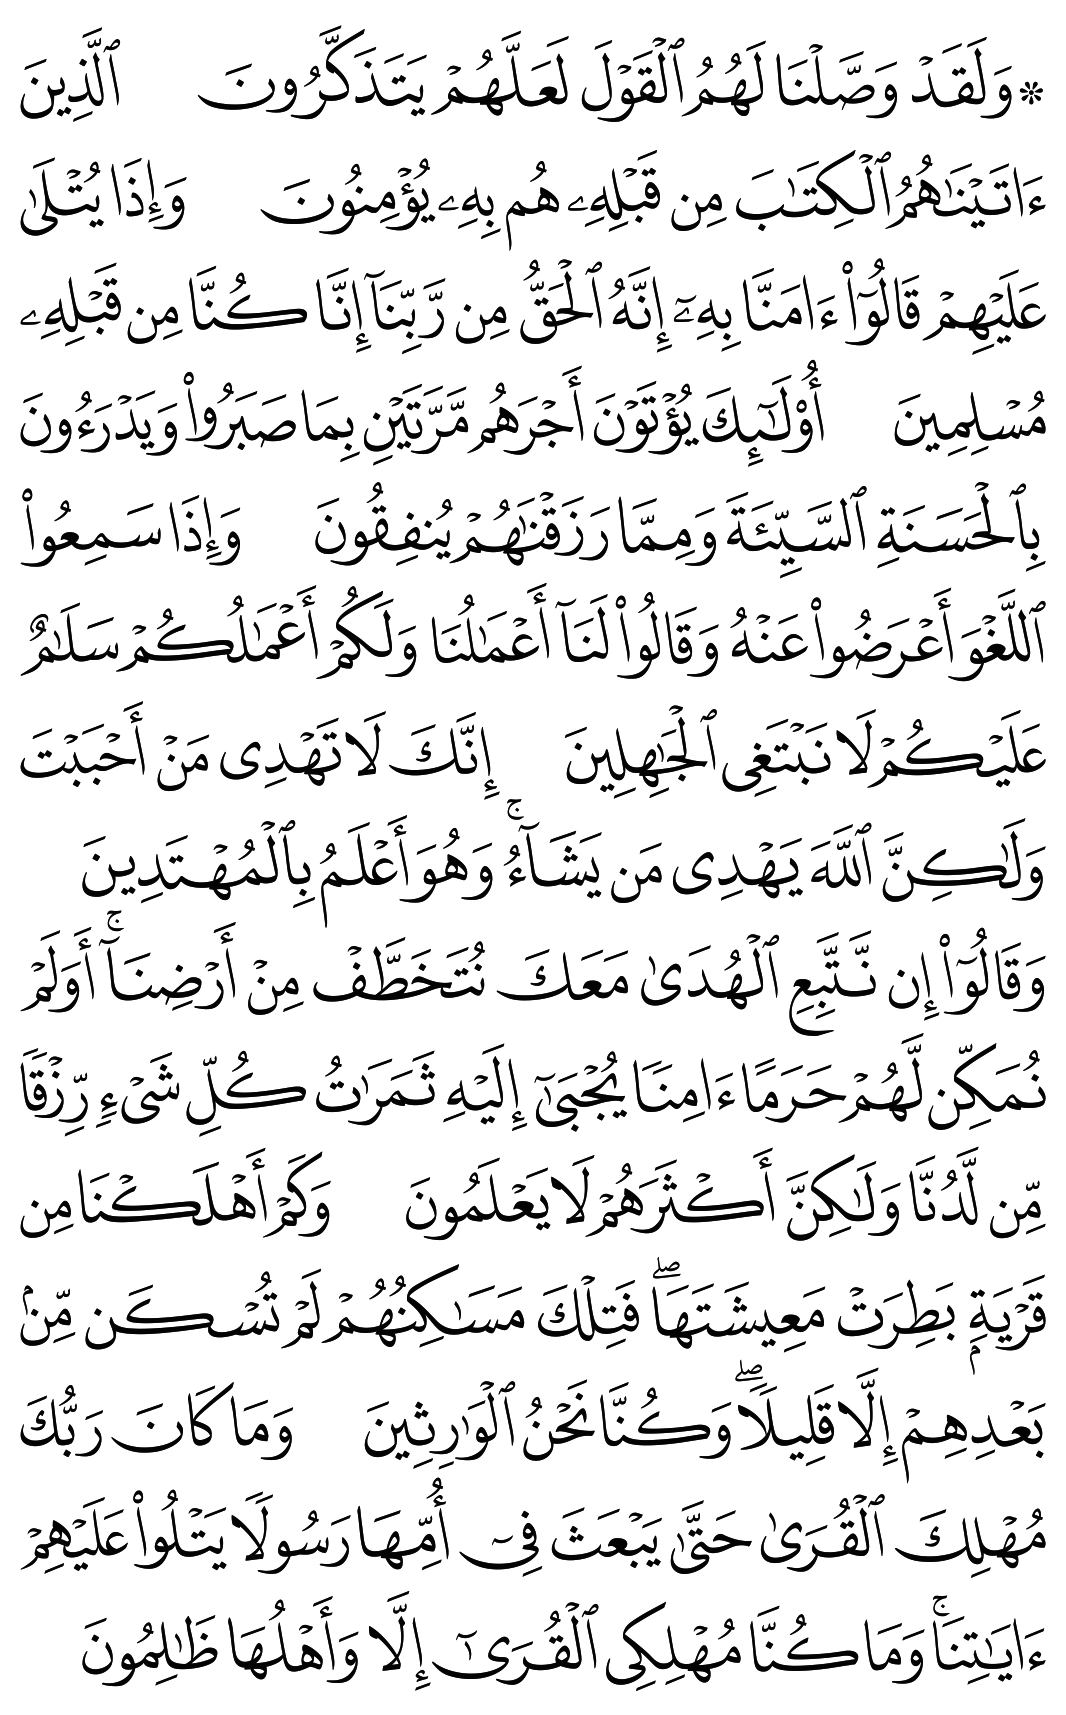 ۞وَلَقَدْ وَصَّلْنَا لَهُمُ ٱلْقَوْلَ لَعَلَّهُمْ يَتَذَكَّرُونَ ٱلَّذِينَ
ءَاتَيْنَٰهُمُ ٱلْكِتَٰبَ مِن قَبْلِهِۦ هُم بِهِۦ يُؤْمِنُونَ وَإِذَا يُتْلَىٰ
عَلَيْهِمْ قَالُوٓا۟ ءَامَنَّا بِهِۦٓ إِنَّهُ ٱلْحَقُّ مِن رَّبِّنَآ إِنَّا كُنَّا مِن قَبْلِهِۦ
مُسْلِمِينَ أُو۟لَٰٓئِكَ يُؤْتَوْنَ أَجْرَهُم مَّرَّتَيْنِ بِمَا صَبَرُوا۟ وَيَدْرَءُونَ
بِٱلْحَسَنَةِ ٱلسَّيِّئَةَ وَمِمَّا رَزَقْنَٰهُمْ يُنفِقُونَ وَإِذَا سَمِعُوا۟
ٱللَّغْوَ أَعْرَضُوا۟ عَنْهُ وَقَالُوا۟ لَنَآ أَعْمَٰلُنَا وَلَكُمْ أَعْمَٰلُكُمْ سَلَٰمٌ
عَلَيْكُمْ لَا نَبْتَغِى ٱلْجَٰهِلِينَ إِنَّكَ لَا تَهْدِى مَنْ أَحْبَبْتَ
وَلَٰكِنَّ ٱللَّهَ يَهْدِى مَن يَشَآءُ ۚ وَهُوَ أَعْلَمُ بِٱلْمُهْتَدِينَ
وَقَالُوٓا۟ إِن نَّتَّبِعِ ٱلْهُدَىٰ مَعَكَ نُتَخَطَّفْ مِنْ أَرْضِنَآ ۚ أَوَلَمْ
نُمَكِّن لَّهُمْ حَرَمًا ءَامِنًا يُجْبَىٰٓ إِلَيْهِ ثَمَرَٰتُ كُلِّ شَىْءٍ رِّزْقًا
مِّن لَّدُنَّا وَلَٰكِنَّ أَكْثَرَهُمْ لَا يَعْلَمُونَ وَكَمْ أَهْلَكْنَا مِن
قَرْيَةٍۭ بَطِرَتْ مَعِيشَتَهَا ۖ فَتِلْكَ مَسَٰكِنُهُمْ لَمْ تُسْكَن مِّنۢ
بَعْدِهِمْ إِلَّا قَلِيلًا ۖ وَكُنَّا نَحْنُ ٱلْوَٰرِثِينَ وَمَا كَانَ رَبُّكَ
مُهْلِكَ ٱلْقُرَىٰ حَتَّىٰ يَبْعَثَ فِىٓ أُمِّهَا رَسُولًا يَتْلُوا۟ عَلَيْهِمْ
ءَايَٰتِنَا ۚ وَمَا كُنَّا مُهْلِكِى ٱلْقُرَىٰٓ إِلَّا وَأَهْلُهَا ظَٰلِمُونَ